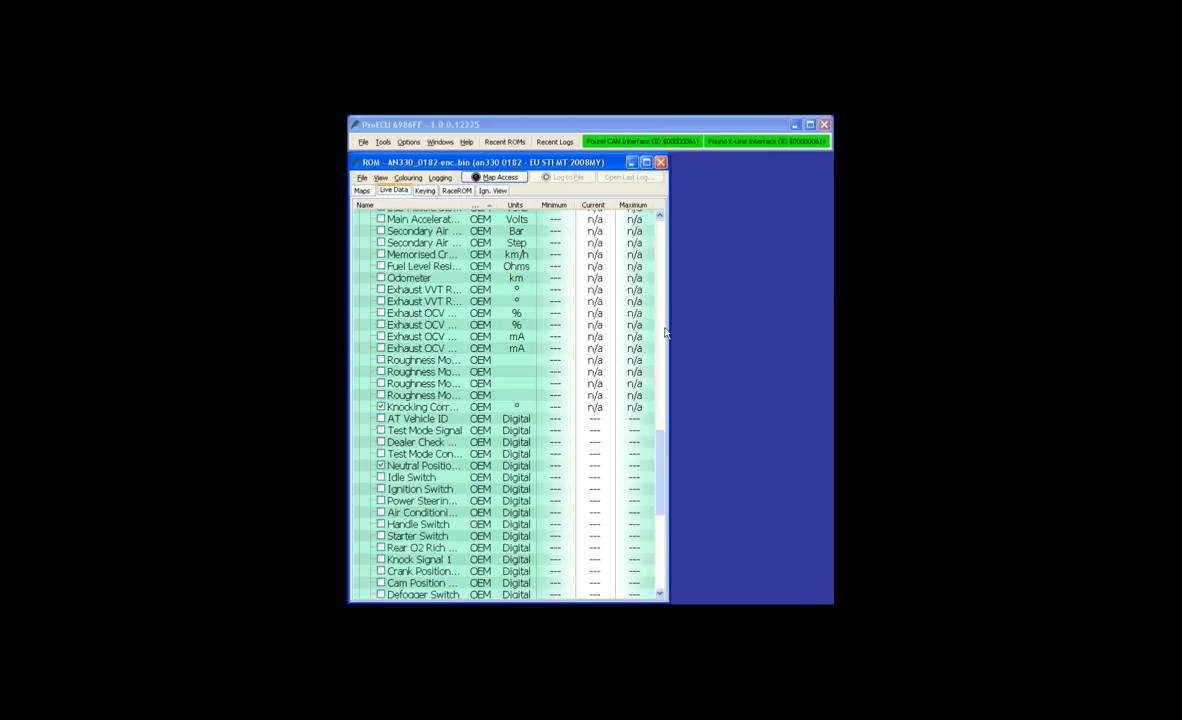 ProECU 6986FF - 1.0.0.12275
File Tools Options Windows Help Recent ROMs Recent Logs Found CAN Interface (ID $00000061) Found K-Line Interface (ID $00000061)
ROM - AN330_0182-enc.bin (an330 0182 - EU STI MT 2008MY)
File View Colouring Logging Map Access Log to File Open Last Log...
Maps Live Data Keying RaceROM Ign. View
Name ... Units Minimum Current Maximum
Main Accelerat... OEM Volts --- n/a n/a
Secondary Air ... OEM Bar --- n/a n/a
Secondary Air ... OEM Step --- n/a n/a
Memorised Cr... OEM km/h --- n/a n/a
Fuel Level Resi... OEM Ohms --- n/a n/a
Odometer OEM km --- n/a n/a
Exhaust VVT R... OEM ° --- n/a n/a
Exhaust VVT R... OEM ° --- n/a n/a
Exhaust OCV ... OEM % --- n/a n/a
Exhaust OCV ... OEM % --- n/a n/a
Exhaust OCV ... OEM mA --- n/a n/a
Exhaust OCV ... OEM mA --- n/a n/a
Roughness Mo... OEM --- n/a n/a
Roughness Mo... OEM --- n/a n/a
Roughness Mo... OEM --- n/a n/a
Roughness Mo... OEM --- n/a n/a
Knocking Corr... OEM ° --- n/a n/a
AT Vehicle ID OEM Digital --- --- ---
Test Mode Signal OEM Digital --- --- ---
Dealer Check ... OEM Digital --- --- ---
Test Mode Con... OEM Digital --- --- ---
Neutral Positio... OEM Digital --- --- ---
Idle Switch OEM Digital --- --- ---
Ignition Switch OEM Digital --- --- ---
Power Steerin... OEM Digital --- --- ---
Air Conditioni... OEM Digital --- --- ---
Handle Switch OEM Digital --- --- ---
Starter Switch OEM Digital --- --- ---
Rear O2 Rich ... OEM Digital --- --- ---
Knock Signal 1 OEM Digital --- --- ---
Crank Position... OEM Digital --- --- ---
Cam Position ... OEM Digital --- --- ---
Defogger Switch OEM Digital --- --- ---